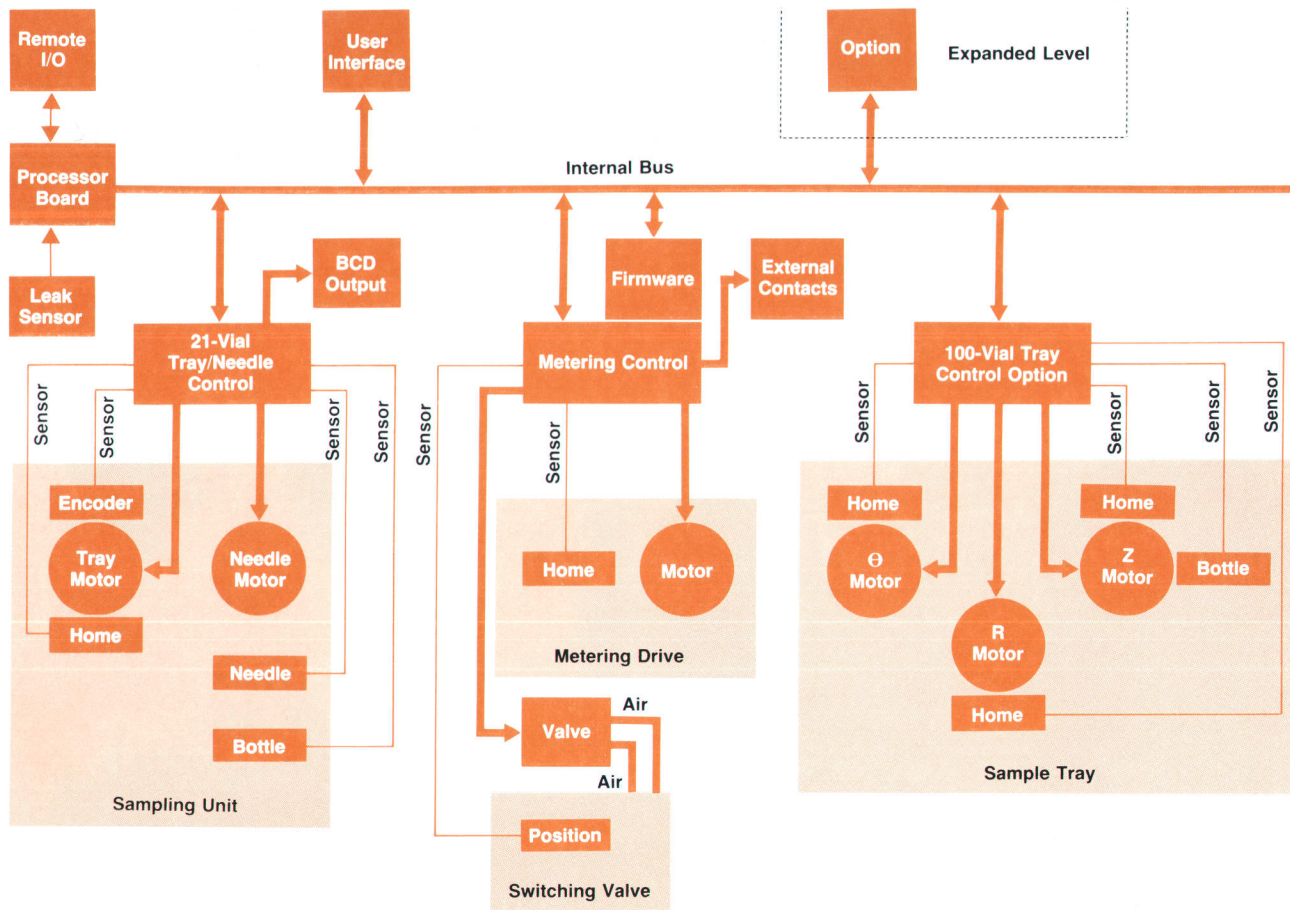 Remote
I/O
User
Interface
Option
Expanded Level
Processor
Board
Internal Bus
Leak
Sensor
BCD
Output
Firmware
External
Contacts
21-Vial
Tray/Needle
Control
Metering Control
100-Vial Tray
Control Option
Sensor
Sensor
Sensor
Sensor
Sensor
Sensor
Sensor
Sensor
Sensor
Sensor
Encoder
Tray
Motor
Home
Needle
Motor
Needle
Bottle
Sampling Unit
Home
Motor
Metering Drive
Valve
Air
Air
Position
Switching Valve
Home
Θ
Motor
R
Motor
Home
Home
Z
Motor
Bottle
Sample Tray